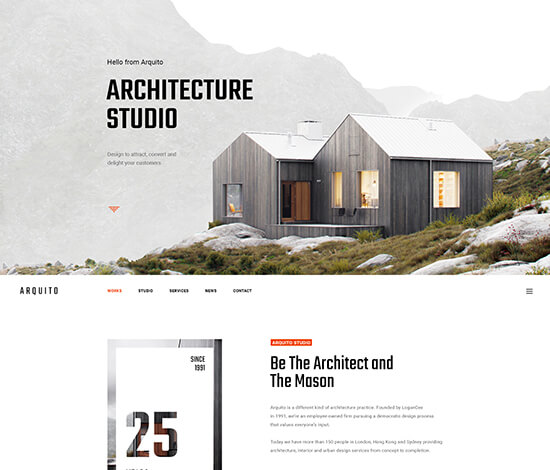 Hello from Arquito
ARCHITECTURE
STUDIO
Design to attract, convert and
delight your customers
ARQUITO
WORKS STUDIO SERVICES NEWS CONTACT
SINCE
1991
25
ARQUITO STUDIO
Be The Architect and
The Mason
Arquito is a different kind of architecture practice. Founded by LoganCee
in 1991, we're an employee owned firm pursuing a democratic design process
that values everyone's input.
Today we have more than 150 people in London, Hong Kong and Sydney providing
architecture, interior and urban design services from concept to completion.